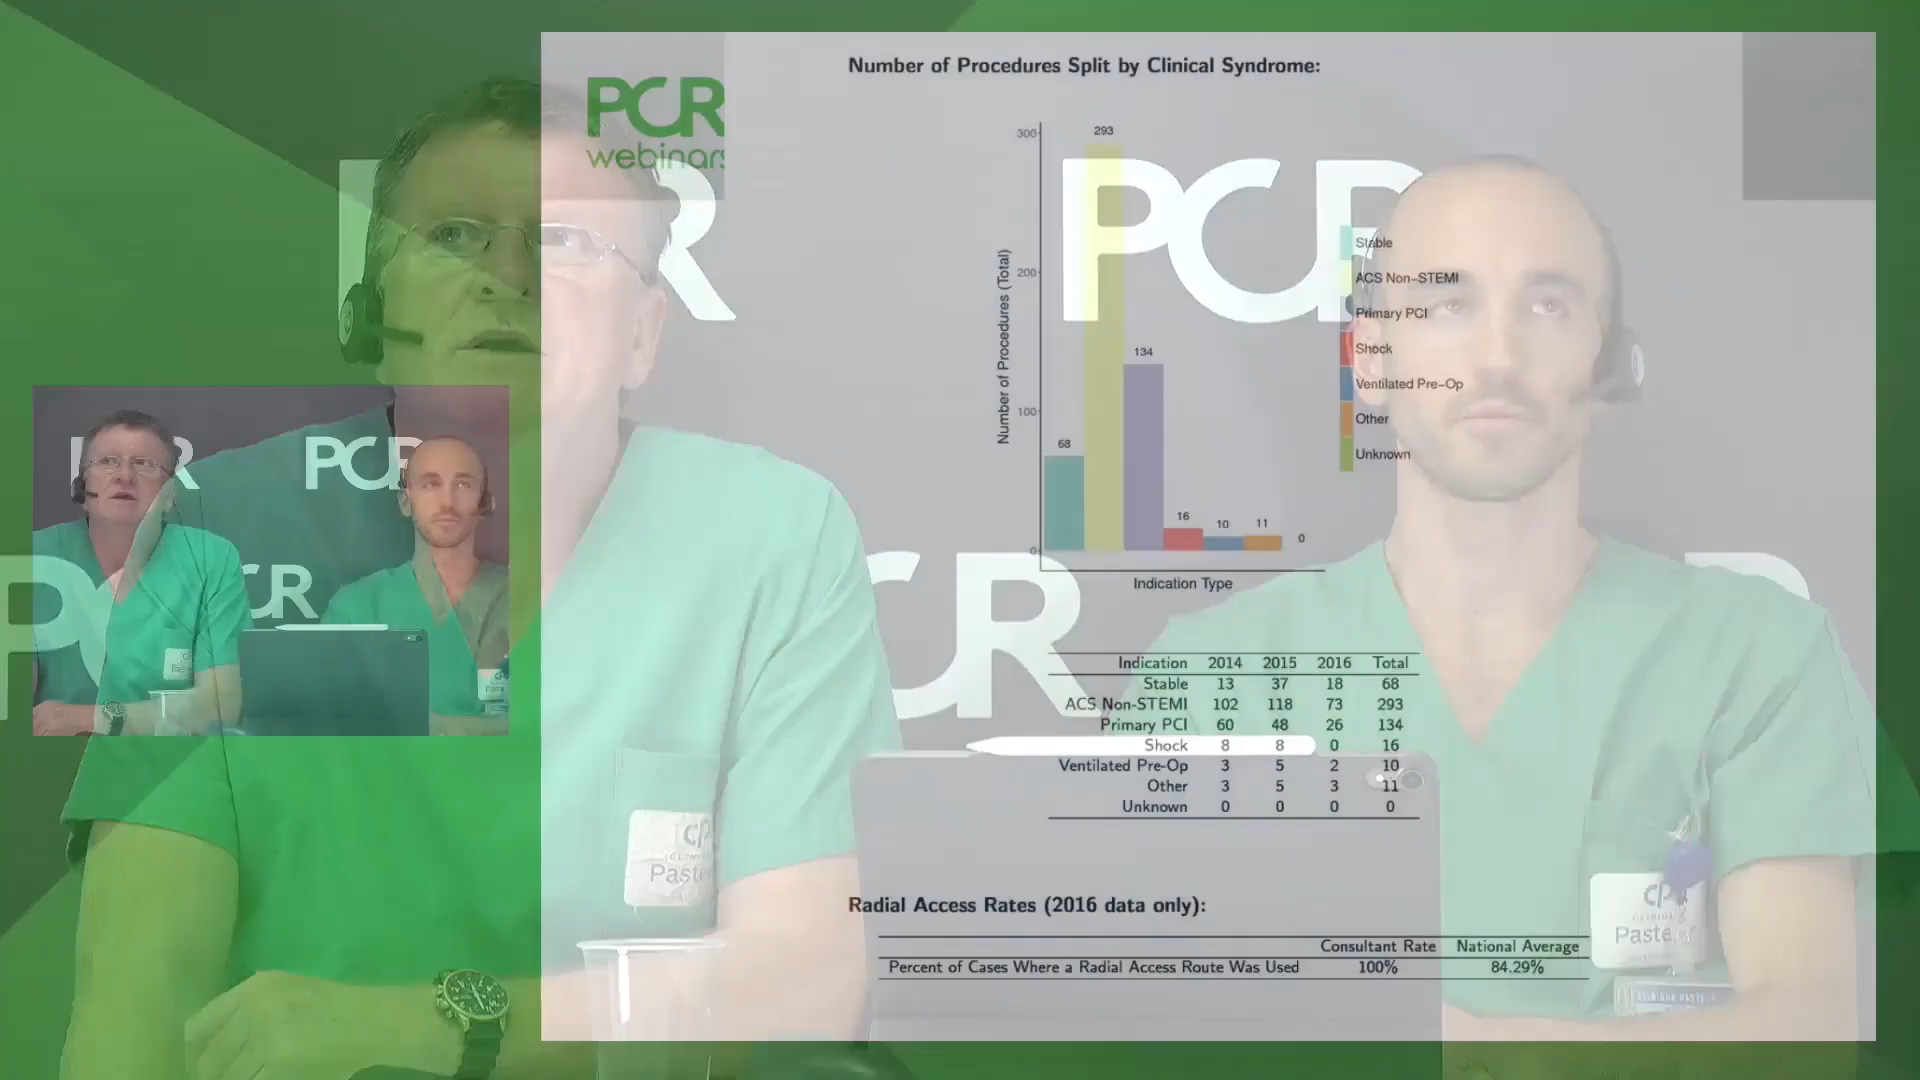 Number of Procedures Split by Clinical Syndrome:
PCR
webinars
PCR
Number of Procedures (Total)
300
200
100
0
68
293
134
16
10
11
0
Indication Type
Stable
ACS Non-STEMI
Primary PCI
Shock
Ventilated Pre-Op
Other
Unknown
Indication 2014 2015 2016 Total
Stable 13 37 18 68
ACS Non-STEMI 102 118 73 293
Primary PCI 60 48 26 134
Shock 8 8 0 16
Ventilated Pre-Op 3 5 2 10
Other 3 5 3 11
Unknown 0 0 0 0
Radial Access Rates (2016 data only):
Consultant Rate National Average
Percent of Cases Where a Radial Access Route Was Used 100% 84.29%